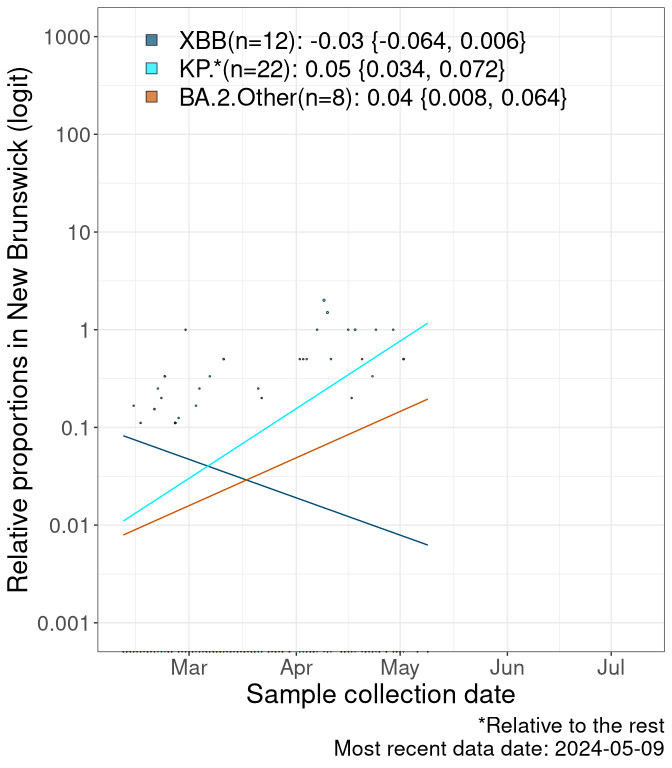 XBB(n=12): -0.03 {-0.064, 0.006}
KP.*(n=22): 0.05 {0.034, 0.072}
BA.2.Other(n=8): 0.04 {0.008, 0.064}
Relative proportions in New Brunswick (logit)
1000
100
10
1
0.1
0.01
0.001
Mar Apr May Jun Jul
Sample collection date
*Relative to the rest
Most recent data date: 2024-05-09